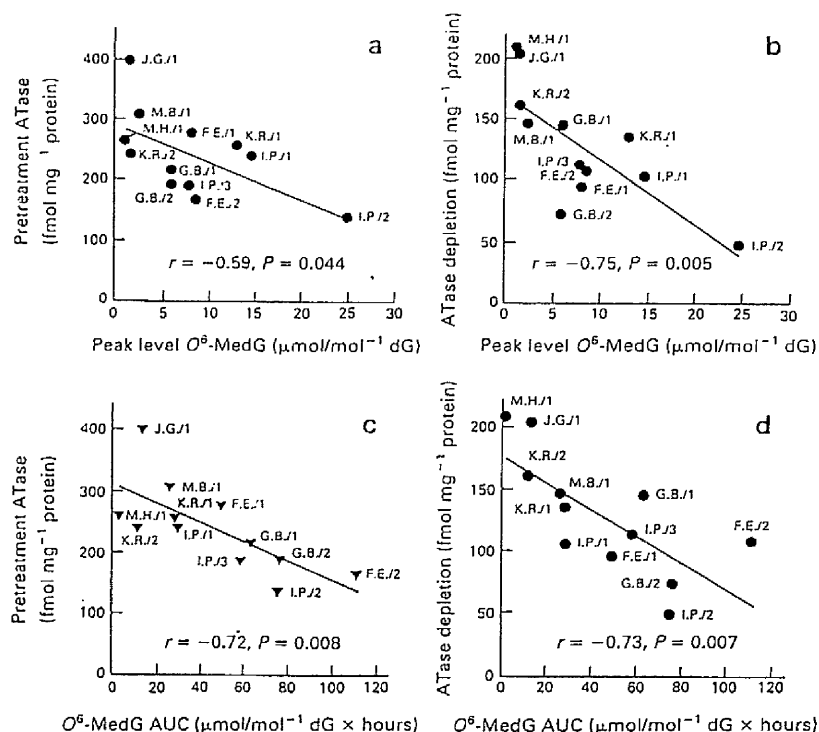 a
Pretreatment ATase
(fmol mg⁻¹ protein)
400
300
200
100
0
J.G./1
M.B./1
M.H./1
F.E./1
K.R./1
K.R./2
I.P./1
G.B./1
G.B./2
I.P./3
F.E./2
I.P./2
r = −0.59, P = 0.044
0 5 10 15 20 25 30
Peak level O⁶-MedG (μmol/mol⁻¹ dG)
b
ATase depletion (fmol mg⁻¹ protein)
200
150
100
50
0
M.H./1
J.G./1
K.R./2
G.B./1
M.B./1
K.R./1
I.P./3
F.E./2
I.P./1
F.E./1
G.B./2
I.P./2
r = −0.75, P = 0.005
0 5 10 15 20 25 30
Peak level O⁶-MedG (μmol/mol⁻¹ dG)
c
Pretreatment ATase
(fmol mg⁻¹ protein)
400
300
200
100
0
J.G./1
M.B./1
K.R./1
F.E./1
M.H./1
I.P./1
K.R./2
G.B./1
I.P./3
G.B./2
F.E./2
I.P./2
r = −0.72, P = 0.008
0 20 40 60 80 100 120
O⁶-MedG AUC (μmol/mol⁻¹ dG × hours)
d
ATase depletion (fmol mg⁻¹ protein)
200
150
100
50
0
M.H./1
J.G./1
K.R./2
M.B./1
G.B./1
K.R./1
I.P./3
F.E./2
I.P./1
F.E./1
G.B./2
I.P./2
r = −0.73, P = 0.007
0 20 40 60 80 100 120
O⁶-MedG AUC (μmol/mol⁻¹ dG × hours)